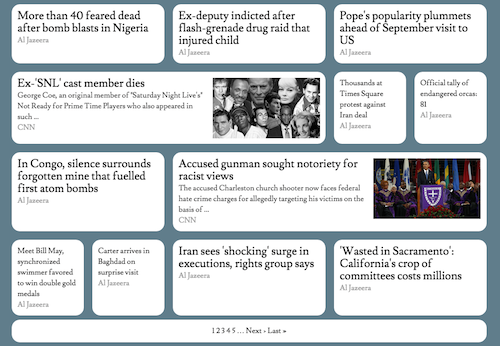 More than 40 feared dead
after bomb blasts in Nigeria
Al Jazeera
Ex-deputy indicted after
flash-grenade drug raid that
injured child
Al Jazeera
Pope's popularity plummets
ahead of September visit to
US
Al Jazeera
Ex-'SNL' cast member dies
George Coe, an original member of "Saturday Night Live's"
Not Ready for Prime Time Players who also appeared in
such ...
CNN
Thousands at
Times Square
protest against
Iran deal
Al Jazeera
Official tally of
endangered orcas:
81
Al Jazeera
In Congo, silence surrounds
forgotten mine that fuelled
first atom bombs
Al Jazeera
Accused gunman sought notoriety for
racist views
The accused Charleston church shooter now faces federal
hate crime charges for allegedly targeting his victims on the
basis of ...
CNN
Meet Bill May,
synchronized
swimmer favored
to win double gold
medals
Al Jazeera
Carter arrives in
Baghdad on
surprise visit
Al Jazeera
Iran sees 'shocking' surge in
executions, rights group says
Al Jazeera
'Wasted in Sacramento':
California's crop of
committees costs millions
Al Jazeera
1 2 3 4 5 ... Next › Last »